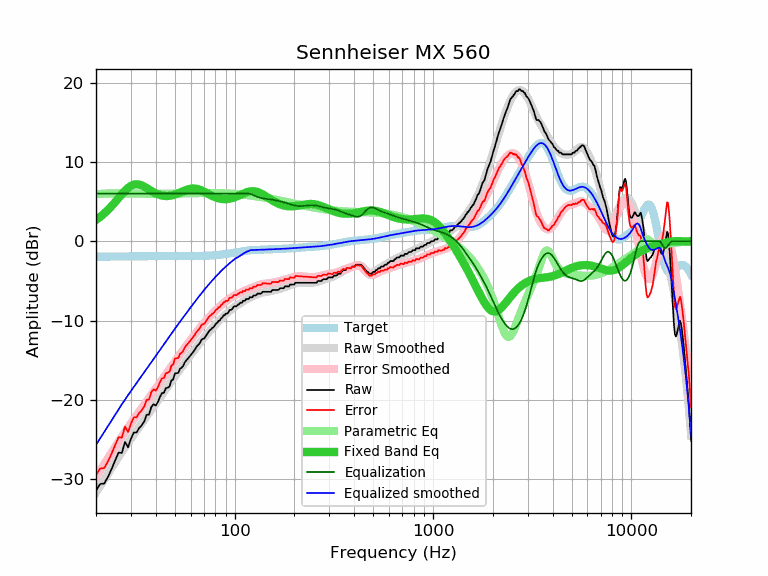 Sennheiser MX 560
20
10
0
−10
−20
−30
Amplitude (dBr)
Target
Raw Smoothed
Error Smoothed
Raw
Error
Parametric Eq
Fixed Band Eq
Equalization
Equalized smoothed
100
1000
10000
Frequency (Hz)